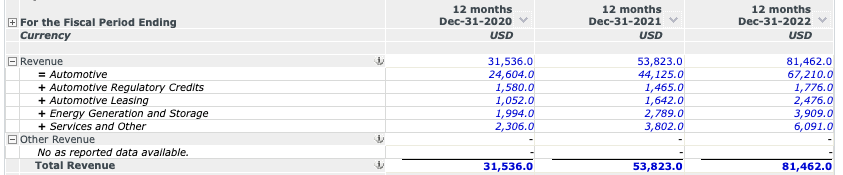 12 months 12 months 12 months
For the Fiscal Period Ending Dec-31-2020 Dec-31-2021 Dec-31-2022
Currency USD USD USD
Revenue 31,536.0 53,823.0 81,462.0
= Automotive 24,604.0 44,125.0 67,210.0
+ Automotive Regulatory Credits 1,580.0 1,465.0 1,776.0
+ Automotive Leasing 1,052.0 1,642.0 2,476.0
+ Energy Generation and Storage 1,994.0 2,789.0 3,909.0
+ Services and Other 2,306.0 3,802.0 6,091.0
Other Revenue - - -
No as reported data available. - - -
Total Revenue 31,536.0 53,823.0 81,462.0